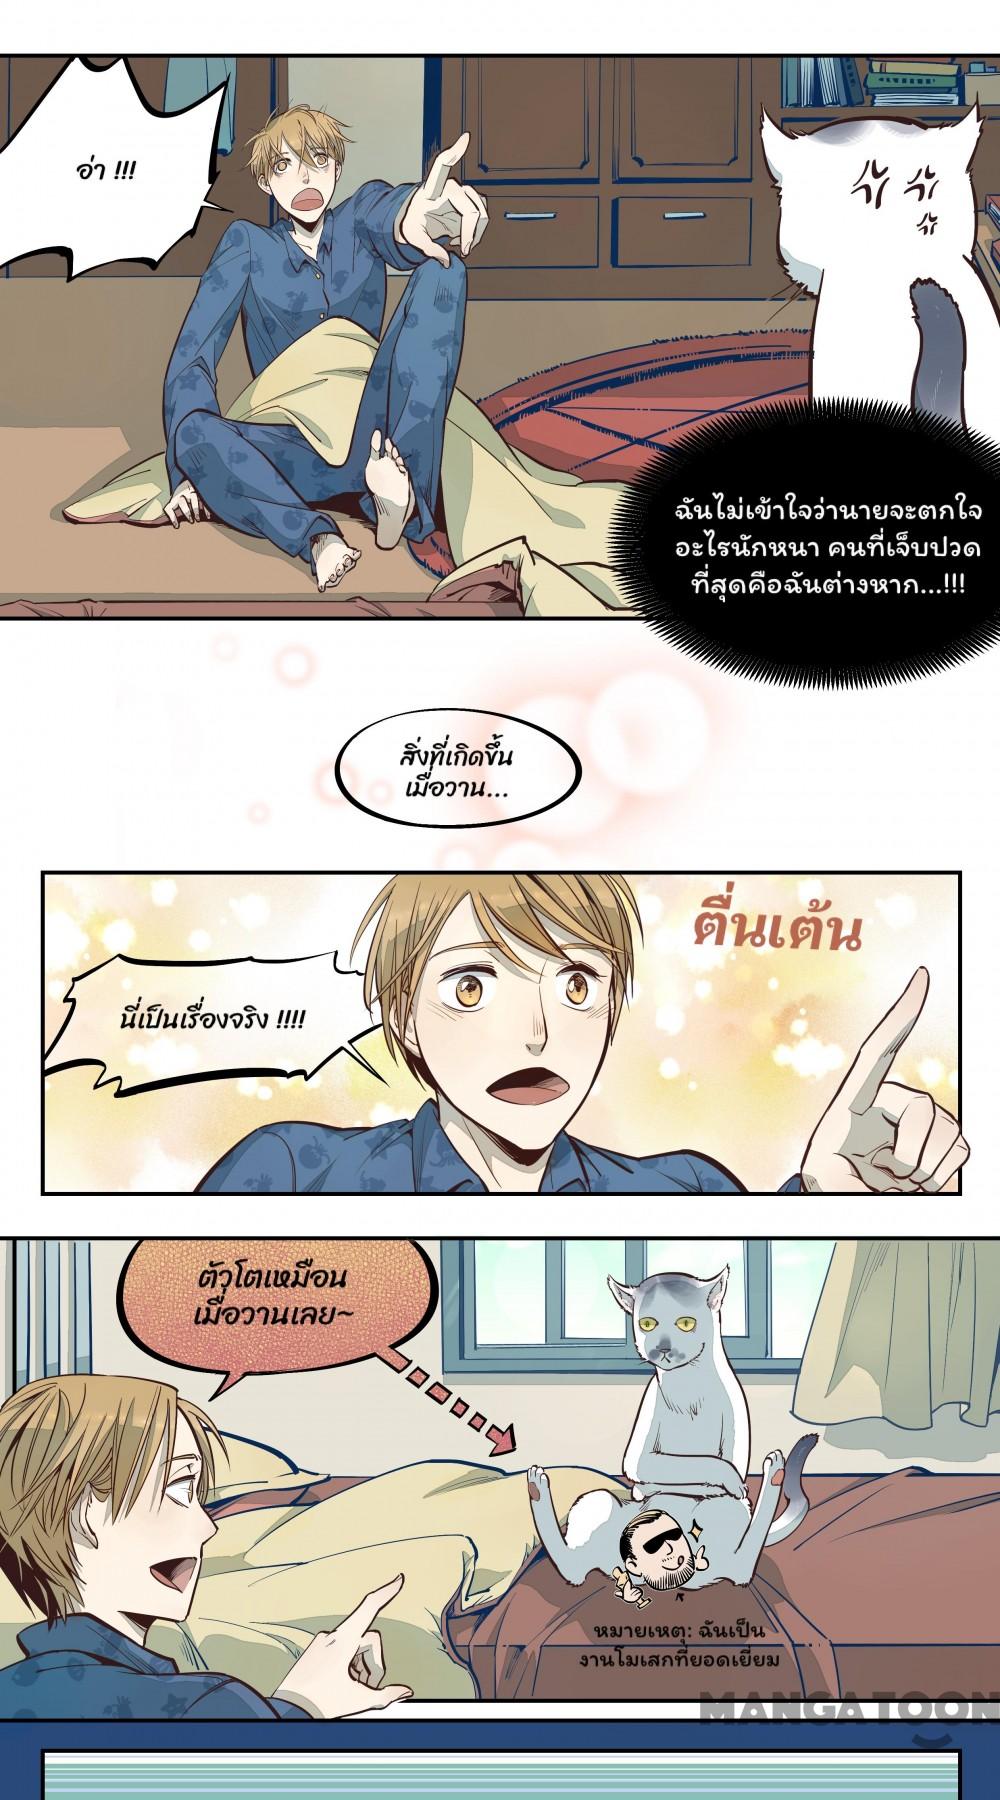 อ่า !!!
ฉันไม่เข้าใจว่านายจะตกใจ
อะไรนักหนา คนที่เจ็บปวด
ที่สุดคือฉันต่างหาก...!!!
สิ่งที่เกิดขึ้น
เมื่อวาน...
ตื่นเต้น
นี่เป็นเรื่องจริง !!!!
ตัวโตเหมือน
เมื่อวานเลย~
หมายเหตุ: ฉันเป็น
งานโมเสกที่ยอดเยี่ยม
MANGATOON